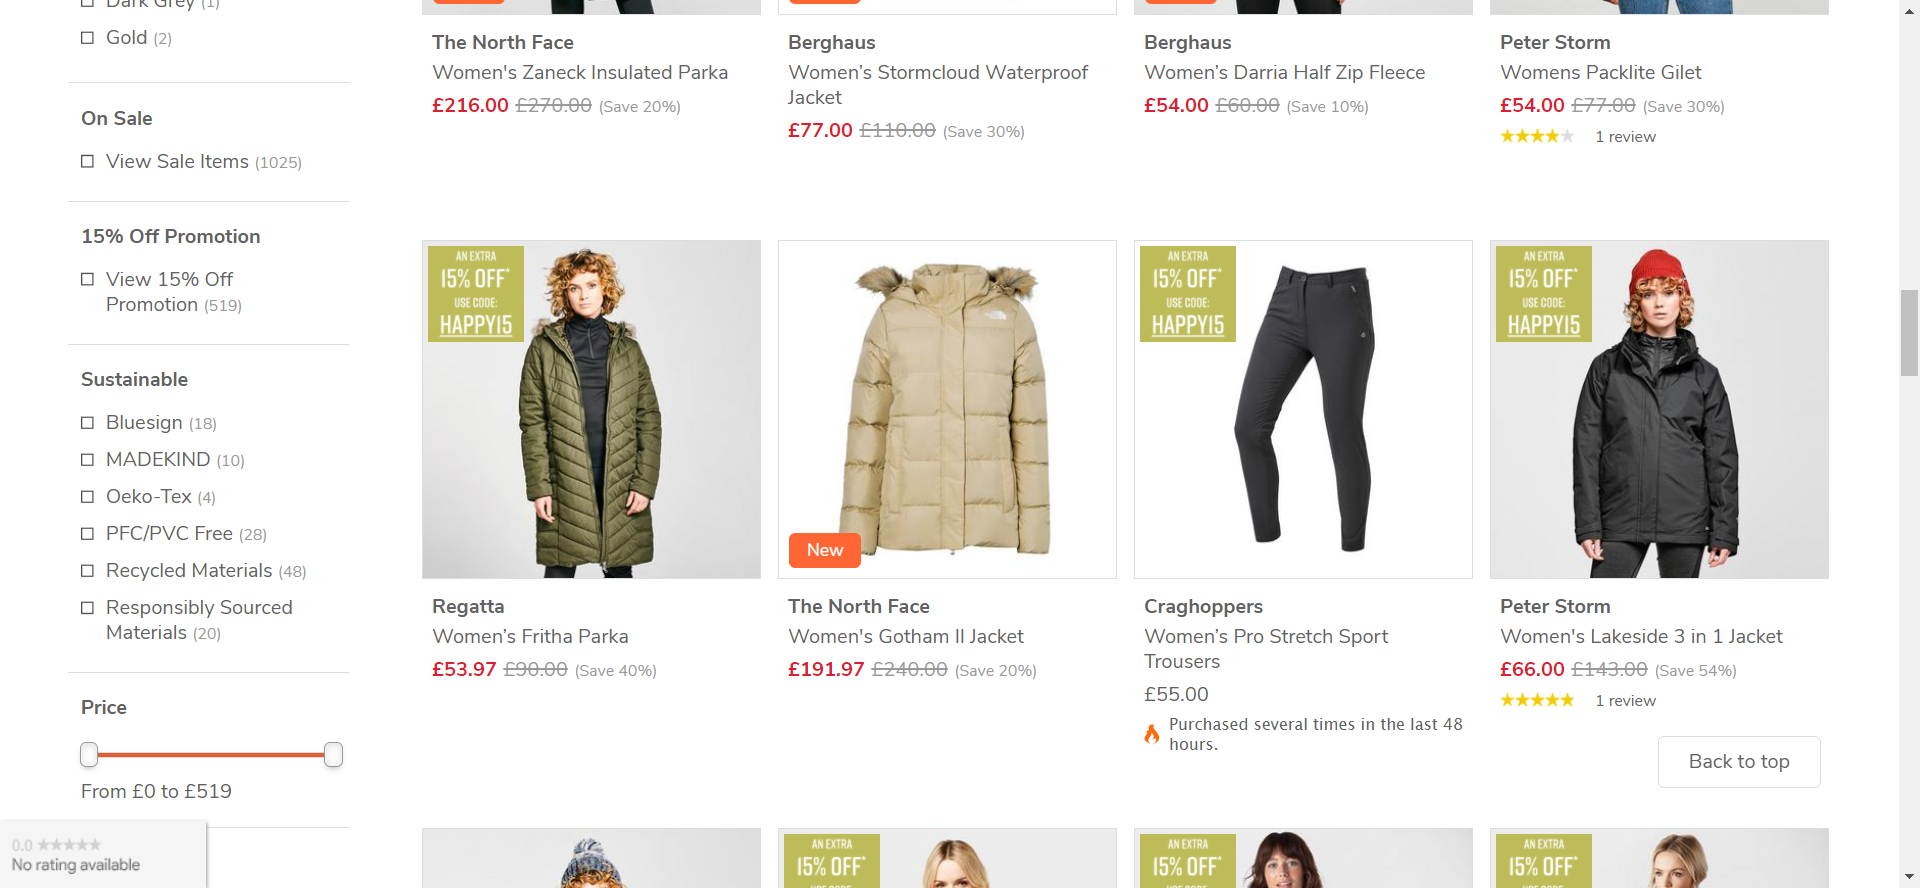 Dark Grey (1)
Gold (2)
On Sale
View Sale Items (1025)
15% Off Promotion
View 15% Off
Promotion (519)
Sustainable
Bluesign (18)
MADEKIND (10)
Oeko-Tex (4)
PFC/PVC Free (28)
Recycled Materials (48)
Responsibly Sourced
Materials (20)
Price
From £0 to £519
0.0
No rating available
The North Face
Women's Zaneck Insulated Parka
£216.00 £270.00 (Save 20%)
Berghaus
Women’s Stormcloud Waterproof
Jacket
£77.00 £110.00 (Save 30%)
Berghaus
Women’s Darria Half Zip Fleece
£54.00 £60.00 (Save 10%)
Peter Storm
Womens Packlite Gilet
£54.00 £77.00 (Save 30%)
1 review
AN EXTRA
15% OFF*
USE CODE:
HAPPY15
Regatta
Women’s Fritha Parka
£53.97 £90.00 (Save 40%)
New
The North Face
Women's Gotham II Jacket
£191.97 £240.00 (Save 20%)
AN EXTRA
15% OFF*
USE CODE:
HAPPY15
Craghoppers
Women’s Pro Stretch Sport
Trousers
£55.00
Purchased several times in the last 48
hours.
AN EXTRA
15% OFF*
USE CODE:
HAPPY15
Peter Storm
Women's Lakeside 3 in 1 Jacket
£66.00 £143.00 (Save 54%)
1 review
Back to top
AN EXTRA
15% OFF*
AN EXTRA
15% OFF*
AN EXTRA
15% OFF*